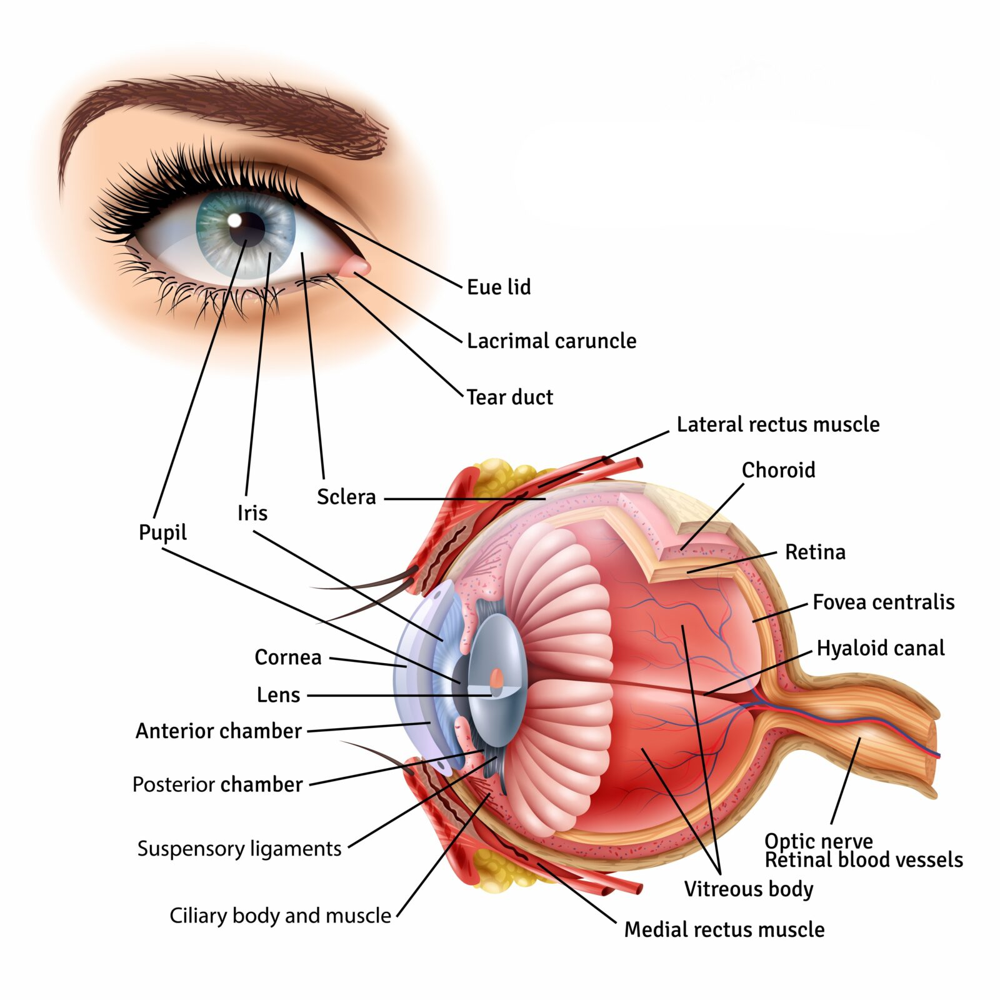 Eue lid
Lacrimal caruncle
Tear duct
Lateral rectus muscle
Choroid
Sclera
Iris
Pupil
Retina
Fovea centralis
Hyaloid canal
Cornea
Lens
Anterior chamber
Posterior chamber
Suspensory ligaments
Optic nerve
Retinal blood vessels
Vitreous body
Ciliary body and muscle
Medial rectus muscle